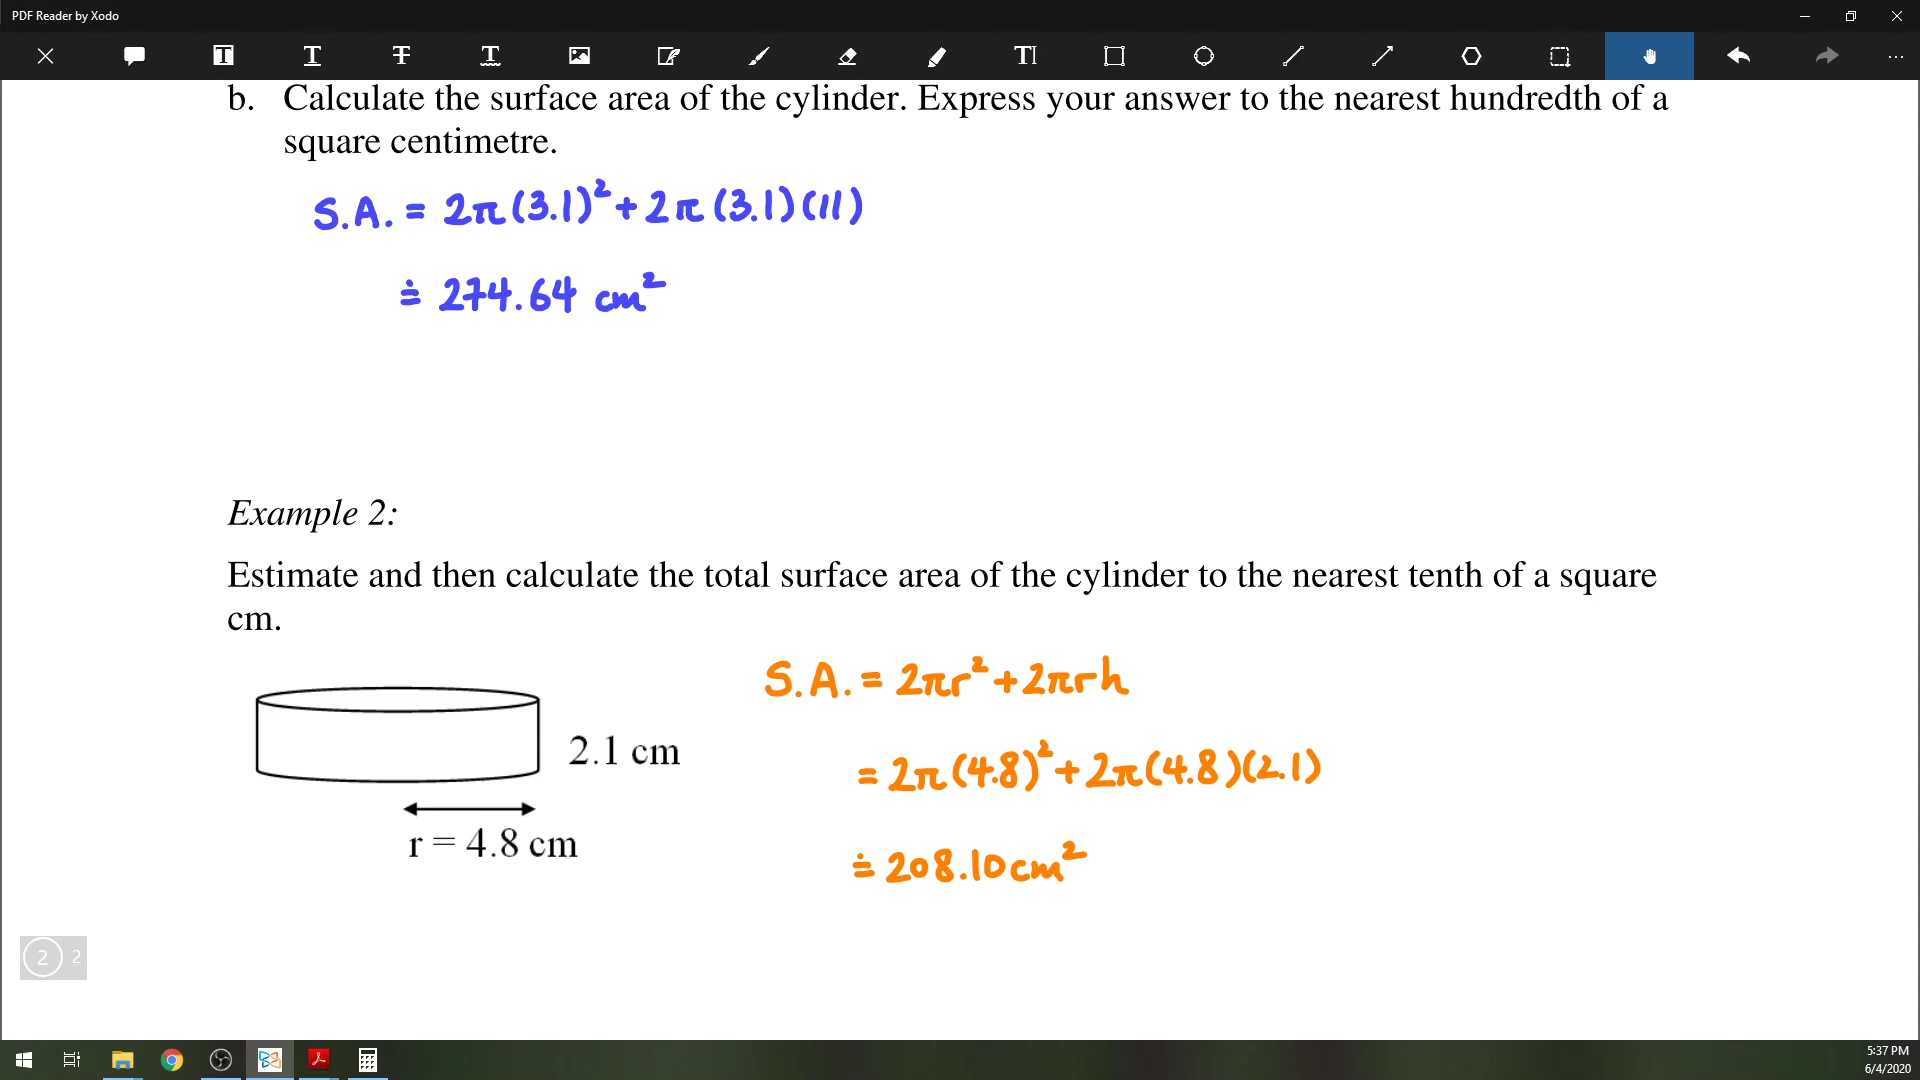 PDF Reader by Xodo
b. Calculate the surface area of the cylinder. Express your answer to the nearest hundredth of a
square centimetre.
S.A. = 2π(3.1)² + 2π(3.1)(11)
≐ 274.64 cm²
Example 2:
Estimate and then calculate the total surface area of the cylinder to the nearest tenth of a square
cm.
S.A. = 2πr² + 2πrh
2.1 cm
= 2π(4.8)² + 2π(4.8)(2.1)
r = 4.8 cm
≐ 208.10 cm²
2 2
5:37 PM
6/4/2020